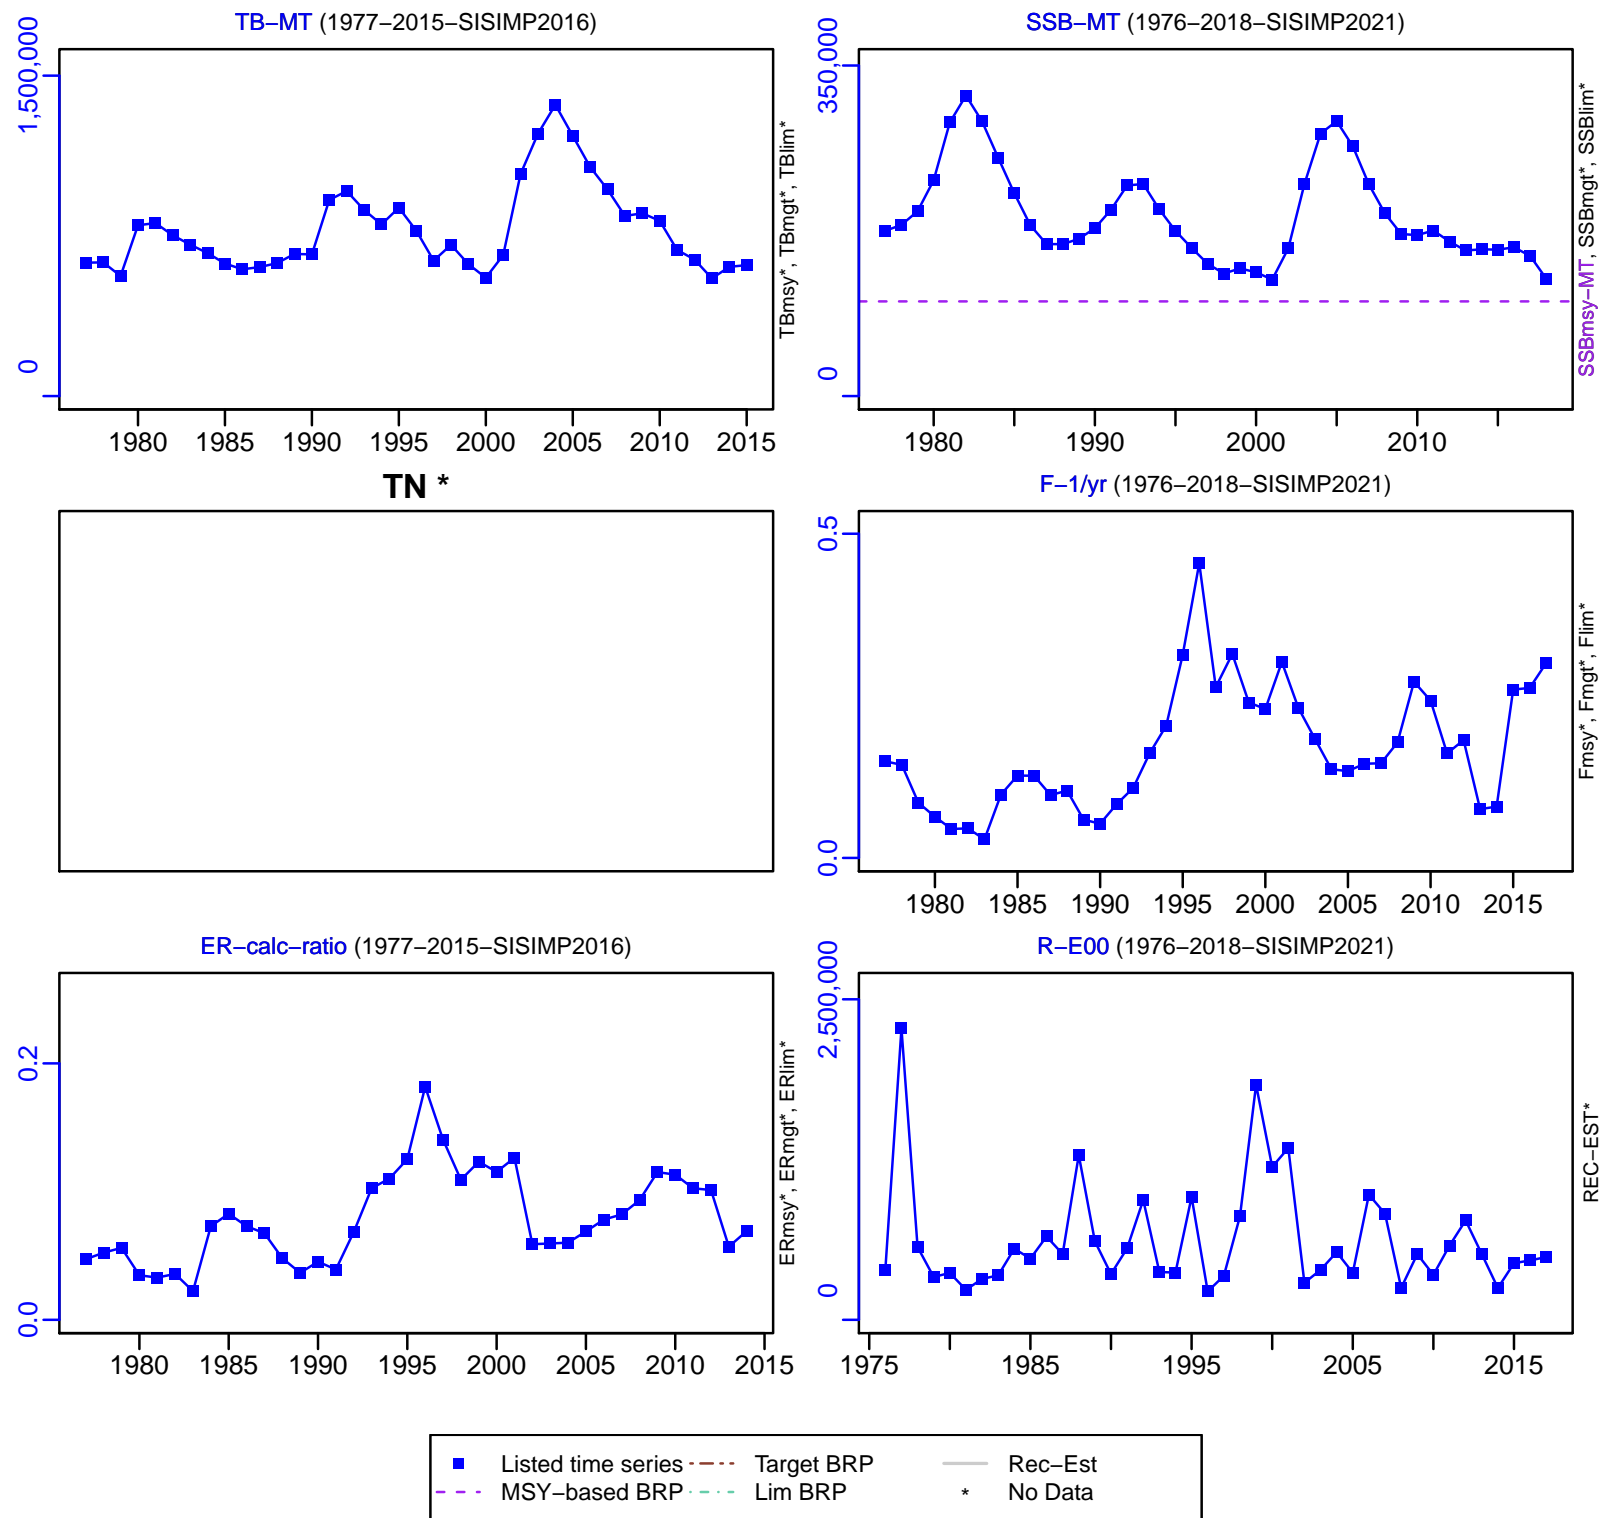 TB−MT (1977−2015−SISIMP2016)
1,500,000
0
TBmsy*, TBmgt*, TBlim*
1980 1985 1990 1995 2000 2005 2010 2015
SSB−MT (1976−2018−SISIMP2021)
350,000
0
SSBmsy−MT, SSBmgt*, SSBlim*
1980 1990 2000 2010
TN *
F−1/yr (1976−2018−SISIMP2021)
0.5
0.0
Fmsy*, Fmgt*, Flim*
1980 1985 1990 1995 2000 2005 2010 2015
ER−calc−ratio (1977−2015−SISIMP2016)
0.2
0.0
ERmsy*, ERmgt*, ERlim*
1980 1985 1990 1995 2000 2005 2010 2015
R−E00 (1976−2018−SISIMP2021)
2,500,000
0
REC−EST*
1975 1985 1995 2005 2015
Listed time series Target BRP Rec−Est
MSY−based BRP Lim BRP * No Data